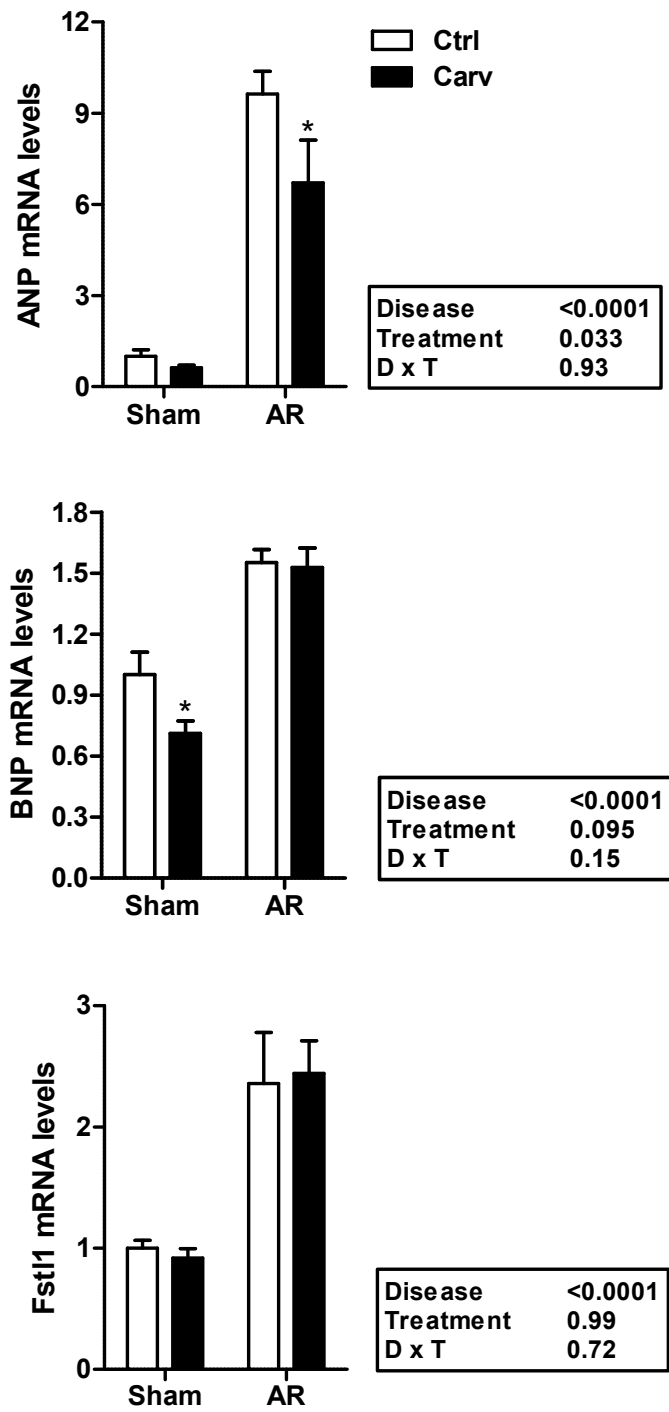 12
9
6
3
0
ANP mRNA levels
Ctrl
Carv
*
Sham AR
Disease <0.0001
Treatment 0.033
D x T 0.93
1.8
1.5
1.2
0.9
0.6
0.3
0.0
BNP mRNA levels
*
Sham AR
Disease <0.0001
Treatment 0.095
D x T 0.15
3
2
1
0
Fstl1 mRNA levels
Sham AR
Disease <0.0001
Treatment 0.99
D x T 0.72